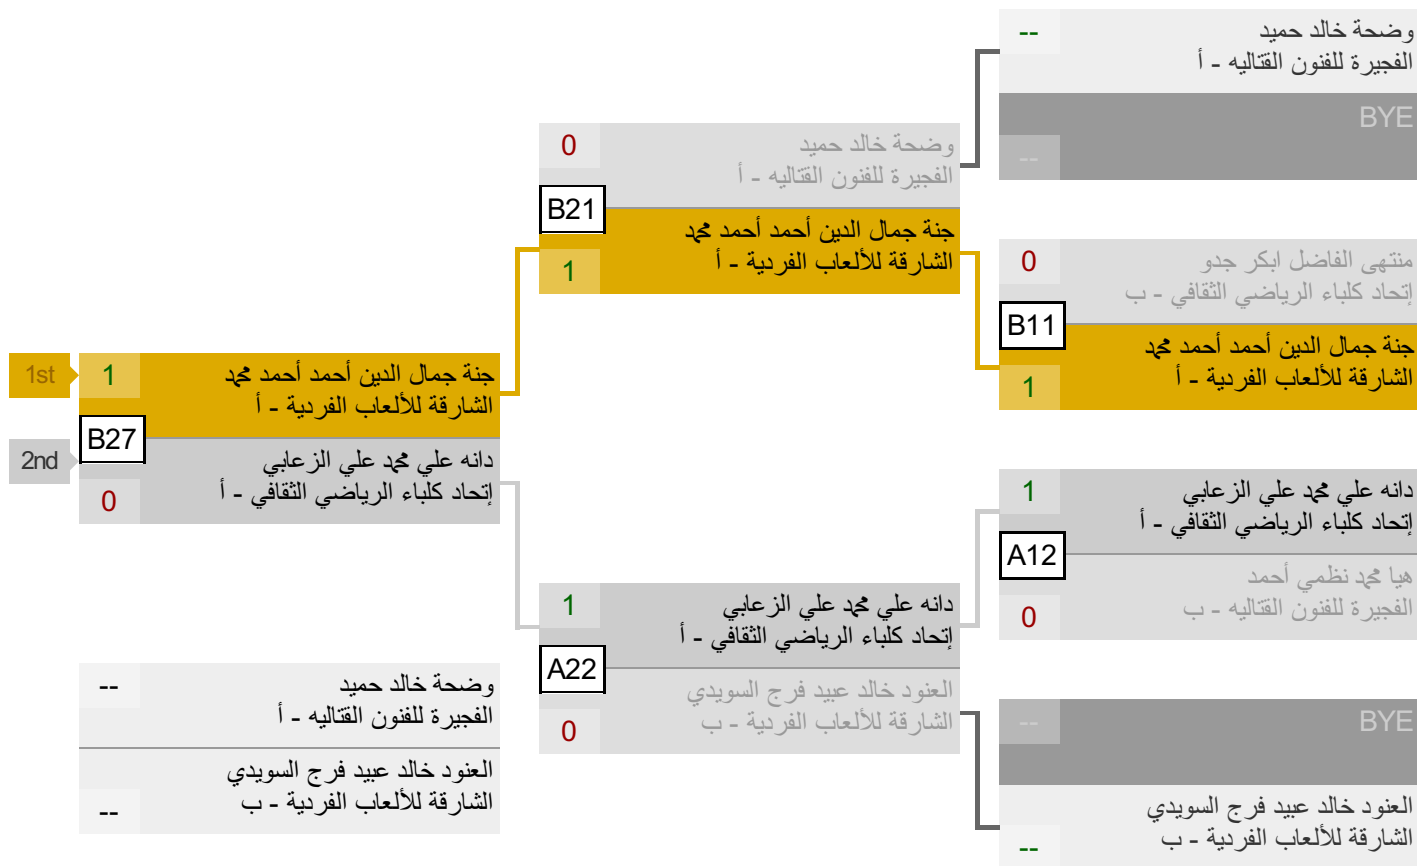 --
وضحة خالد حميد
الفجيرة للفنون القتاليه - أ
BYE
--
0
منتهى الفاضل ابكر جدو
إتحاد كلباء الرياضي الثقافي - ب
B11
جنة جمال الدين أحمد أحمد محمد
الشارقة للألعاب الفردية - أ
1
1
دانه علي محمد علي الزعابي
إتحاد كلباء الرياضي الثقافي - أ
A12
هيا محمد نظمي أحمد
الفجيرة للفنون القتاليه - ب
0
--
BYE
العنود خالد عبيد فرج السويدي
الشارقة للألعاب الفردية - ب
--
0
وضحة خالد حميد
الفجيرة للفنون القتاليه - أ
B21
جنة جمال الدين أحمد أحمد محمد
الشارقة للألعاب الفردية - أ
1
1
دانه علي محمد علي الزعابي
إتحاد كلباء الرياضي الثقافي - أ
A22
العنود خالد عبيد فرج السويدي
الشارقة للألعاب الفردية - ب
0
1st
1
جنة جمال الدين أحمد أحمد محمد
الشارقة للألعاب الفردية - أ
B27
2nd
دانه علي محمد علي الزعابي
إتحاد كلباء الرياضي الثقافي - أ
0
--
وضحة خالد حميد
الفجيرة للفنون القتاليه - أ
العنود خالد عبيد فرج السويدي
الشارقة للألعاب الفردية - ب
--